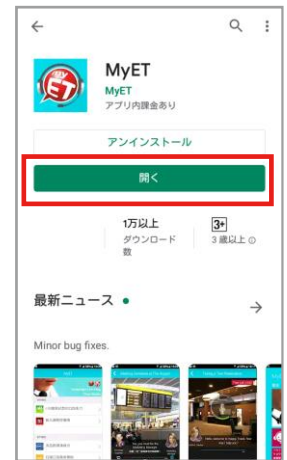 MY
ET
MyET
MyET
アプリ内課金あり
アンインストール
開く
1万以上
ダウンロード
数
3+
3 歳以上
最新ニュース
Minor bug fixes.